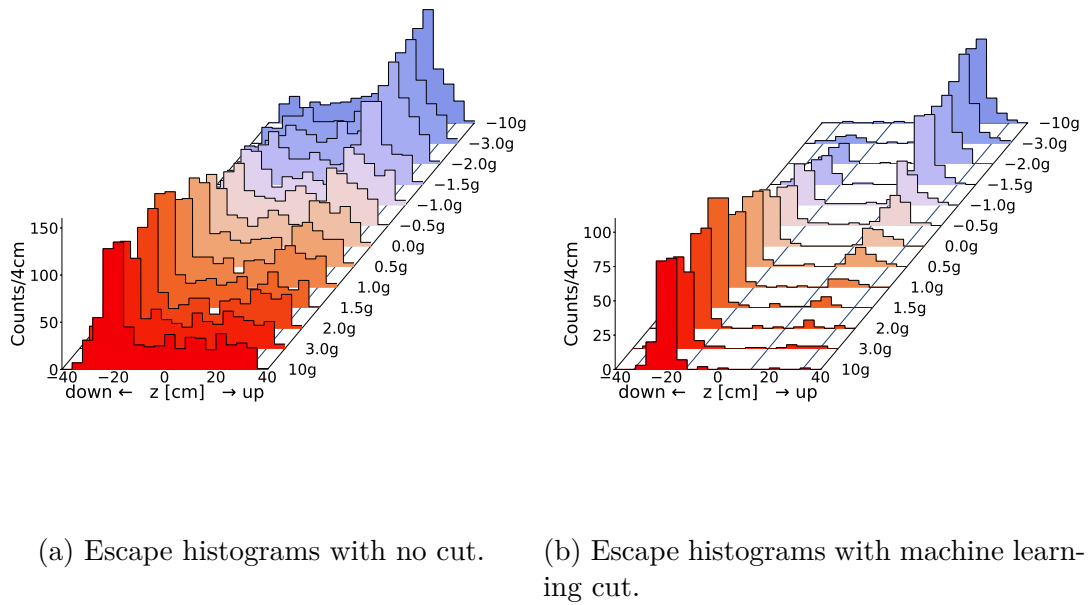 −10g
−3.0g
−2.0g
−1.5g
−1.0g
−0.5g
0.0g
0.5g
1.0g
1.5g
2.0g
3.0g
10g
Counts/4cm
150
100
50
0
−40 −20 0 20 40
down ← z [cm] → up
−10g
−3.0g
−2.0g
−1.5g
−1.0g
−0.5g
0.0g
0.5g
1.0g
1.5g
2.0g
3.0g
10g
Counts/4cm
100
75
50
25
0
−40 −20 0 20 40
down ← z [cm] → up
(a) Escape histograms with no cut.
(b) Escape histograms with machine learn-
ing cut.